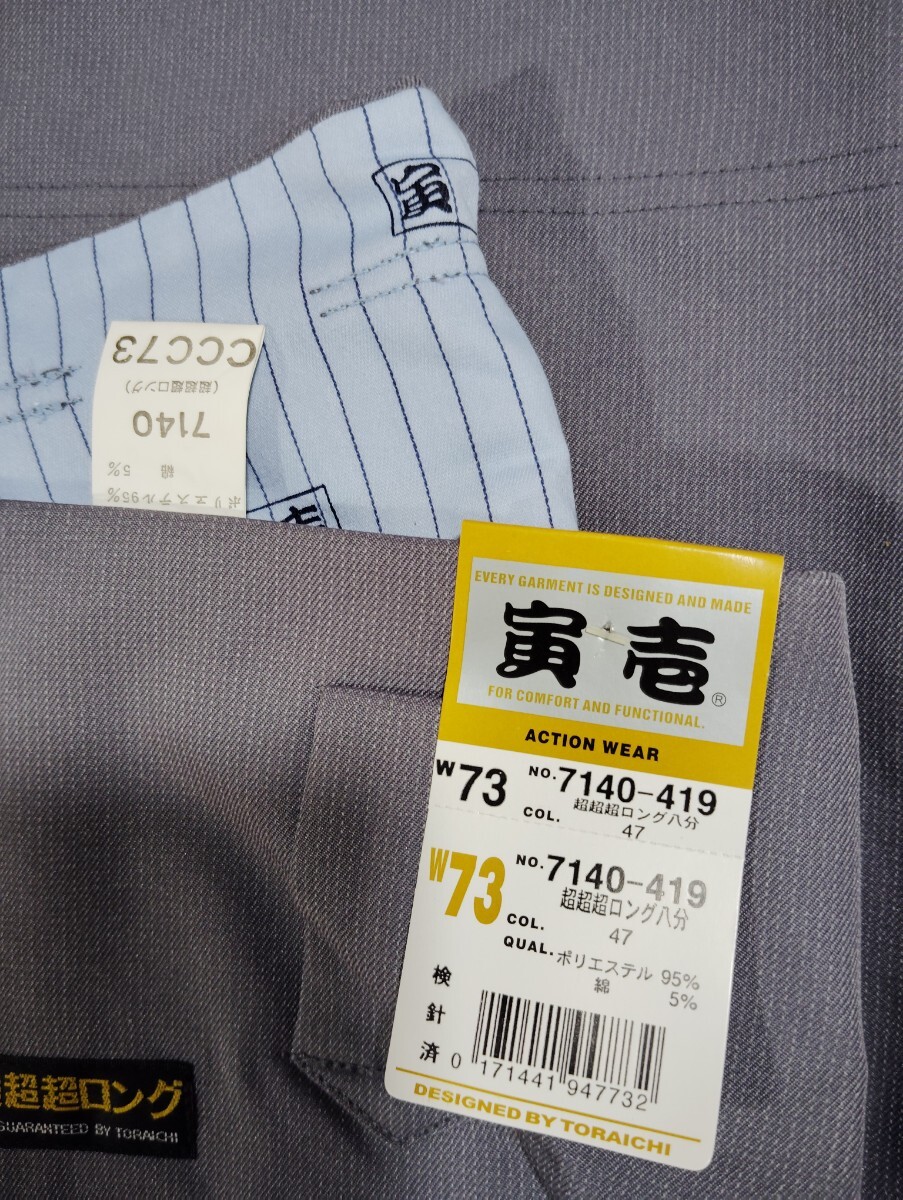 寅
CCC73
(超超超ロング)
7140
綿 5%
ポリエステル95%
EVERY GARMENT IS DESIGNED AND MADE
寅壱®
FOR COMFORT AND FUNCTIONAL.
ACTION WEAR
W73 NO.7140-419
超超超ロング八分
COL. 47
W73 NO.7140-419
超超超ロング八分
COL. 47
QUAL. ポリエステル 95%
綿 5%
検針済
0 171441 947732
DESIGNED BY TORAICHI
超超ロング
GUARANTEED BY TORAICHI